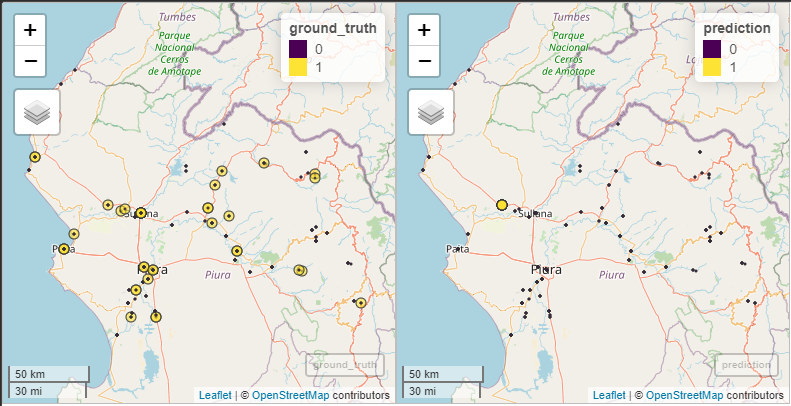 +
−
Tumbes
Parque
Nacional
Cerros
de Amotape
ground_truth
0
1
Sullana
Paita
Piura
Piura
50 km
30 mi
ground_truth
Leaflet | © OpenStreetMap contributors
+
−
Tumbes
Parque
Nacional
Cerros
de Amotape
prediction
0
1
Sullana
Paita
Piura
Piura
50 km
30 mi
prediction
Leaflet | © OpenStreetMap contributors